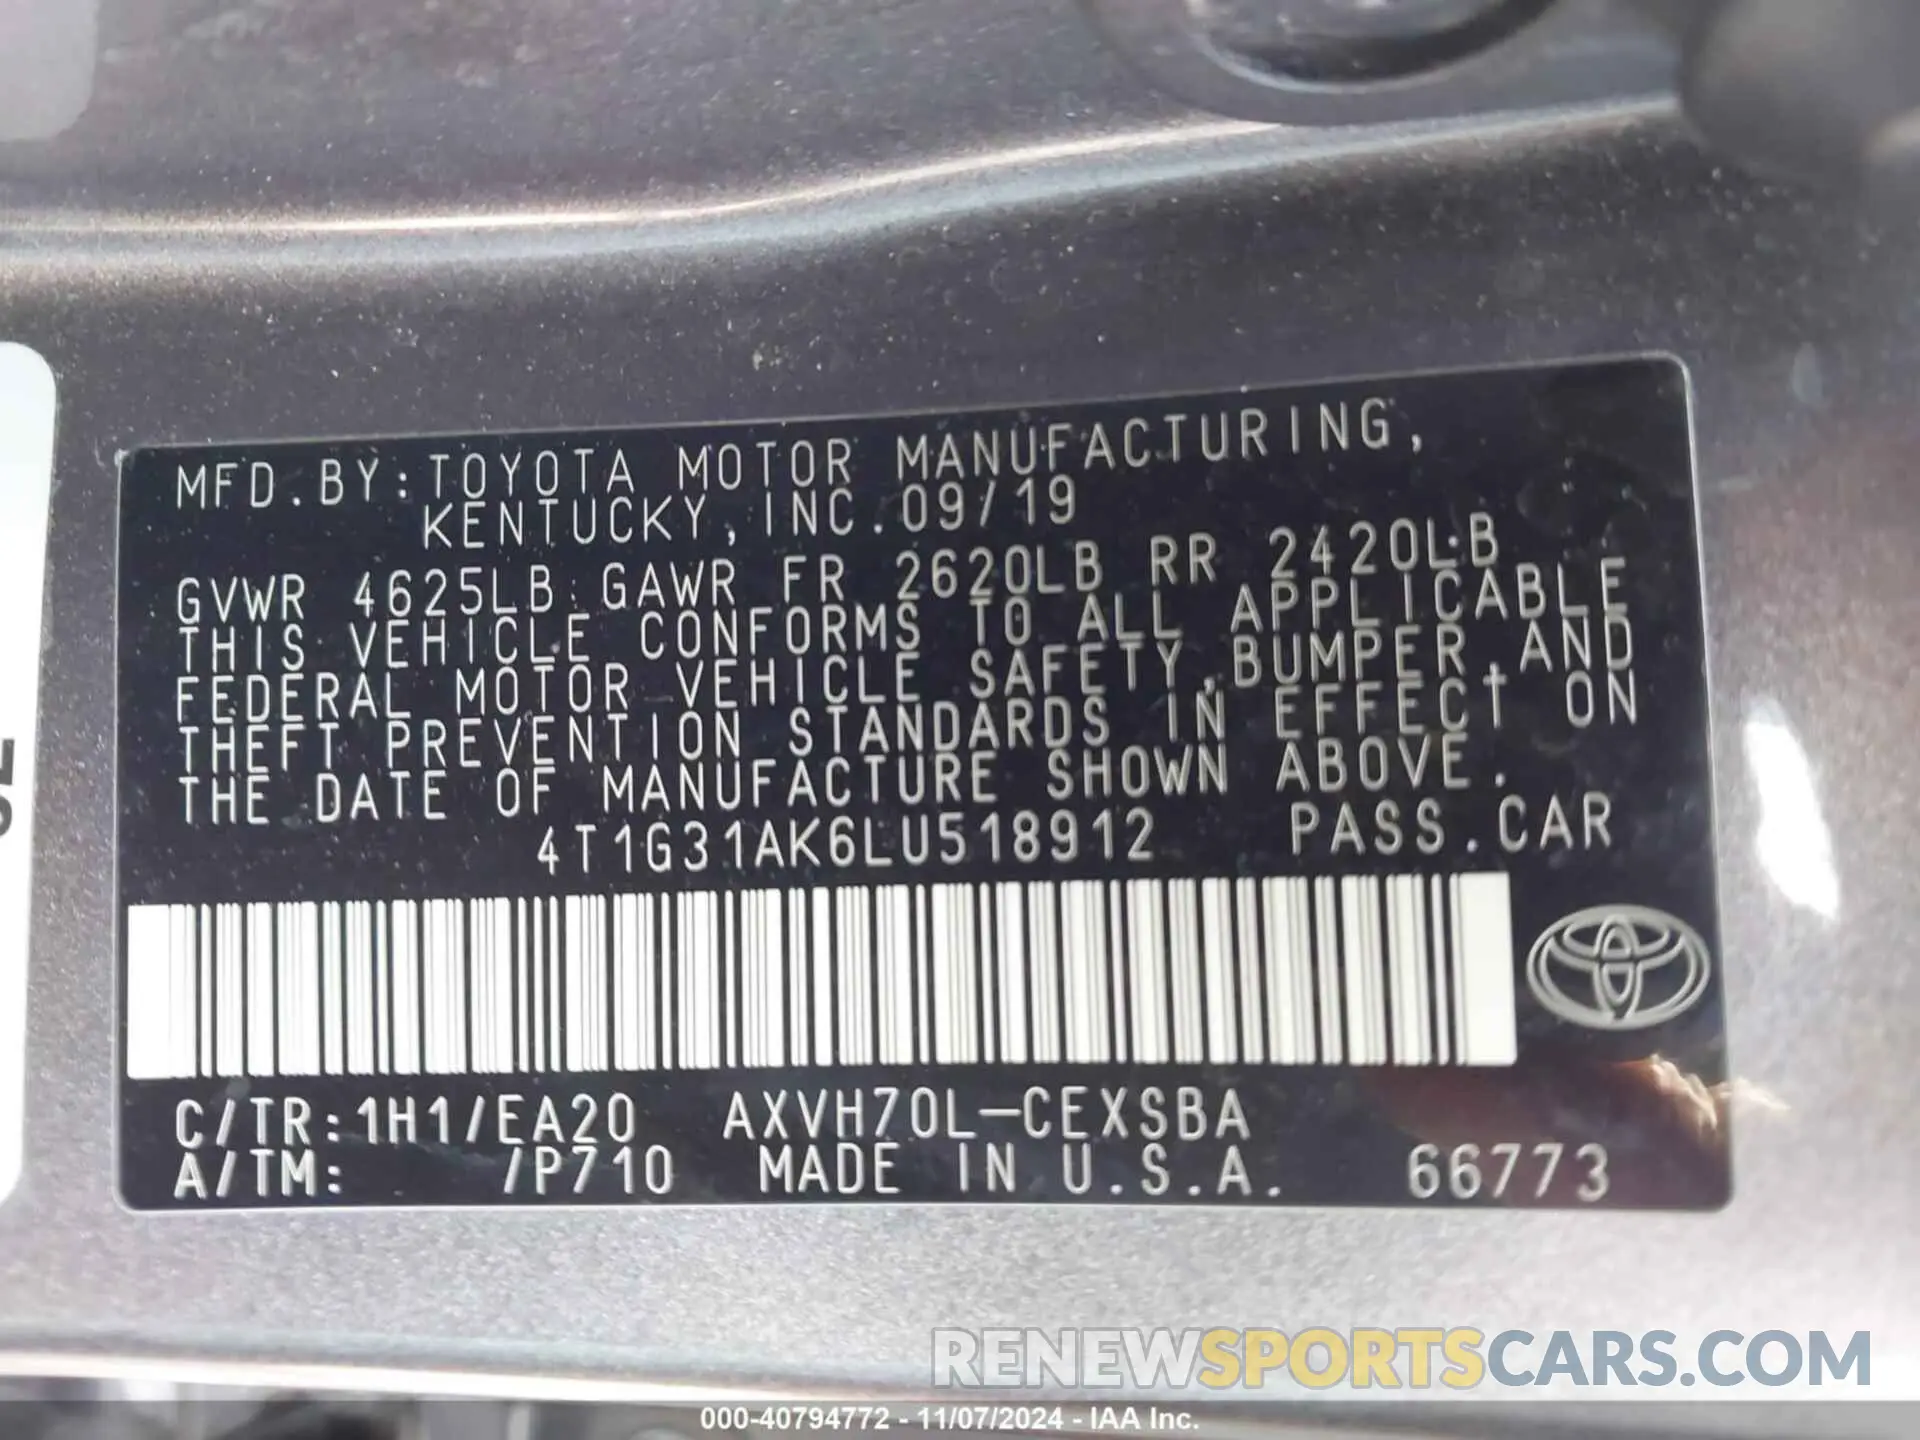 MFD.BY:TOYOTA MOTOR MANUFACTURING,
KENTUCKY, INC. 09/19
GVWR 4625LB GAWR FR 2620LB RR 2420LB
THIS VEHICLE CONFORMS TO ALL APPLICABLE
FEDERAL MOTOR VEHICLE SAFETY, BUMPER, AND
THEFT PREVENTION STANDARDS IN EFFECT ON
THE DATE OF MANUFACTURE SHOWN ABOVE.
4T1G31AK6LU518912 PASS.CAR
C/TR:1H1/EA20 AXVH70L-CEXSBA
A/TM: /P710 MADE IN U.S.A. 66773
RENEWSPORTSCARS.COM
000-40794772 - 11/07/2024 - IAA Inc.